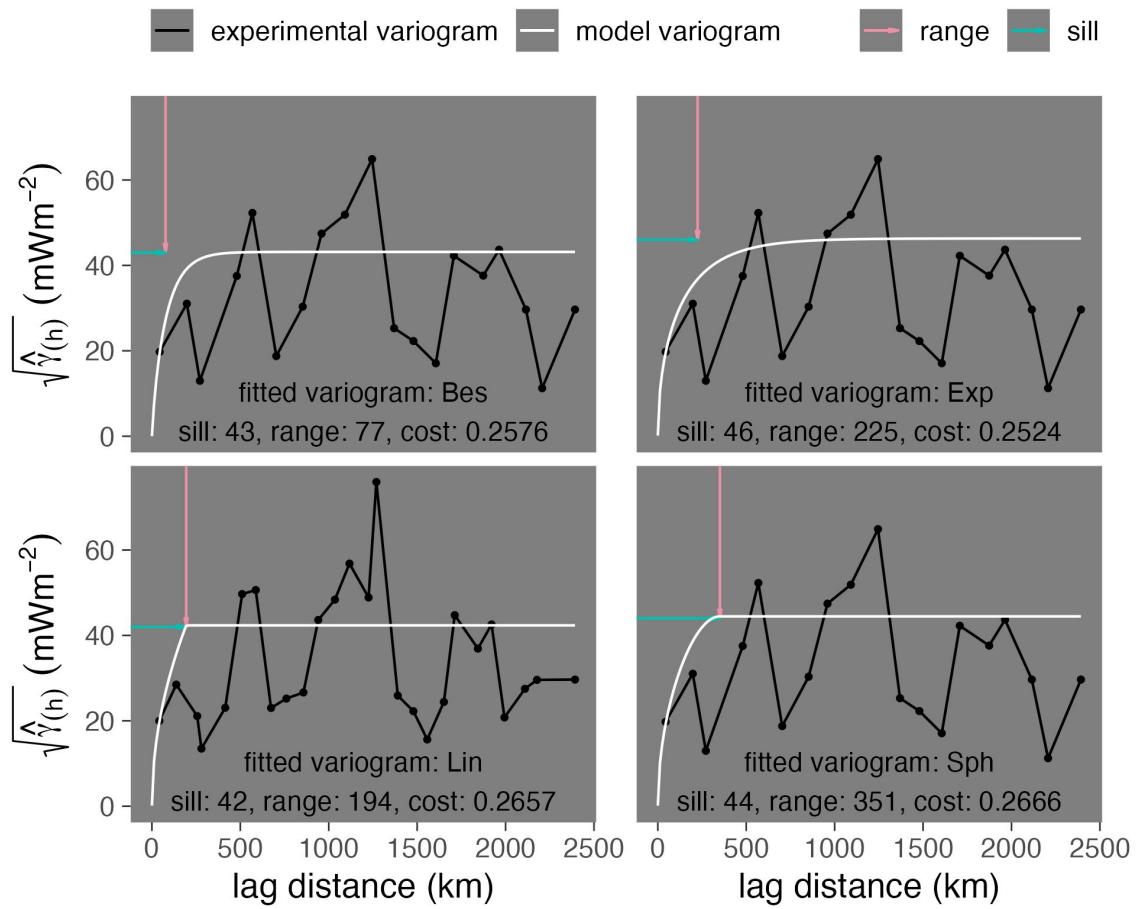 experimental variogram model variogram range sill
√γ̂(h) (mWm⁻²)
60
40
20
0
fitted variogram: Bes
sill: 43, range: 77, cost: 0.2576
fitted variogram: Exp
sill: 46, range: 225, cost: 0.2524
√γ̂(h) (mWm⁻²)
60
40
20
0
fitted variogram: Lin
sill: 42, range: 194, cost: 0.2657
fitted variogram: Sph
sill: 44, range: 351, cost: 0.2666
0 500 1000 1500 2000 2500 0 500 1000 1500 2000 2500
lag distance (km) lag distance (km)